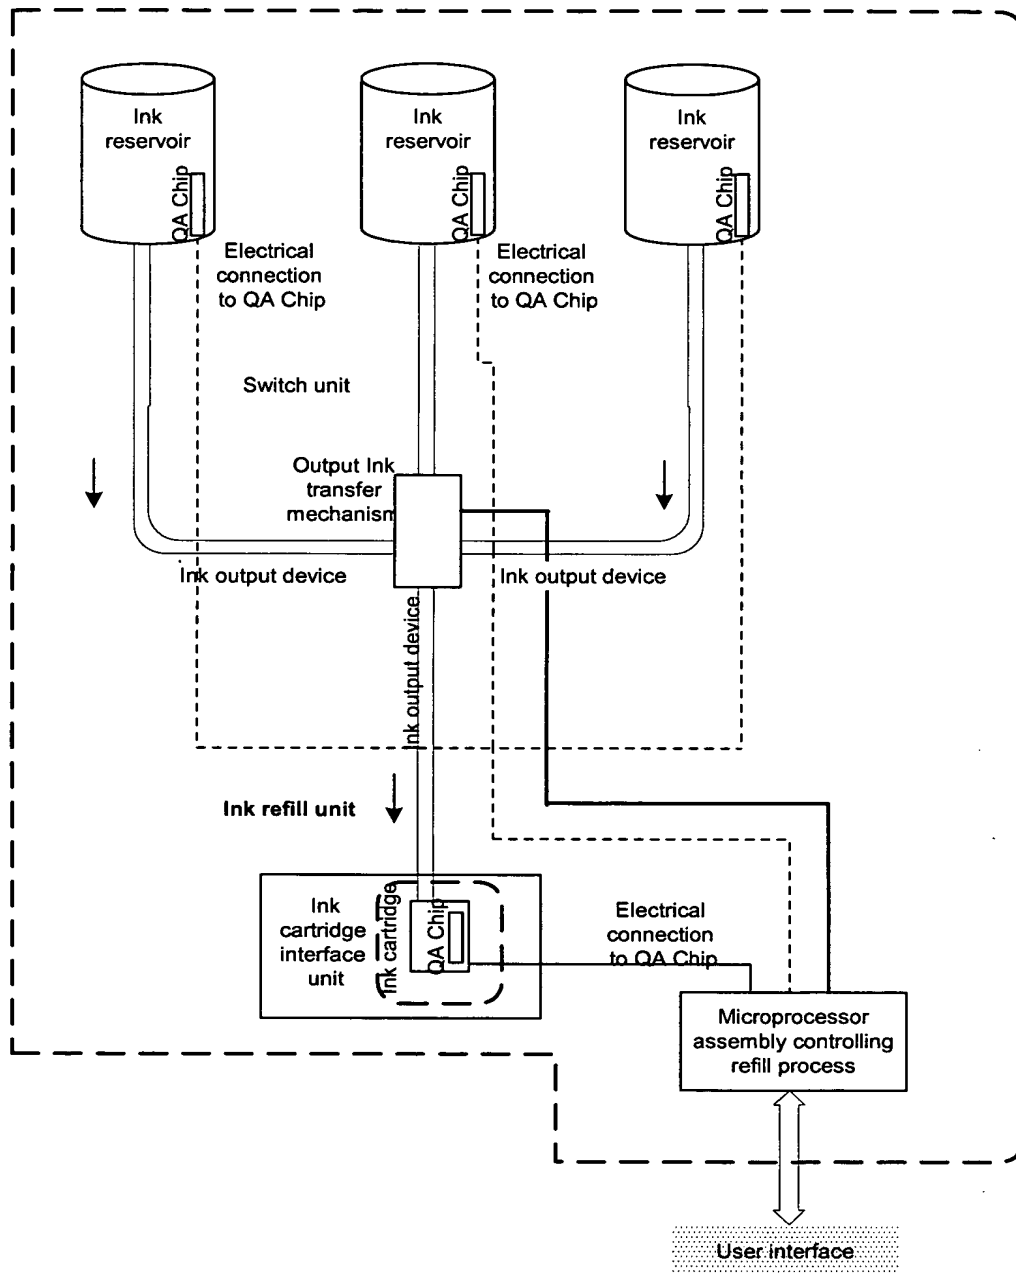 Ink
reservoir
QA Chip
Ink
reservoir
QA Chip
Ink
reservoir
QA Chip
Electrical
connection
to QA Chip
Electrical
connection
to QA Chip
Switch unit
Output Ink
transfer
mechanism
Ink output device
Ink output device
Ink output device
Ink refill unit
Ink
cartridge
interface
unit
Ink cartridge
QA Chip
Electrical
connection
to QA Chip
Microprocessor
assembly controlling
refill process
User interface